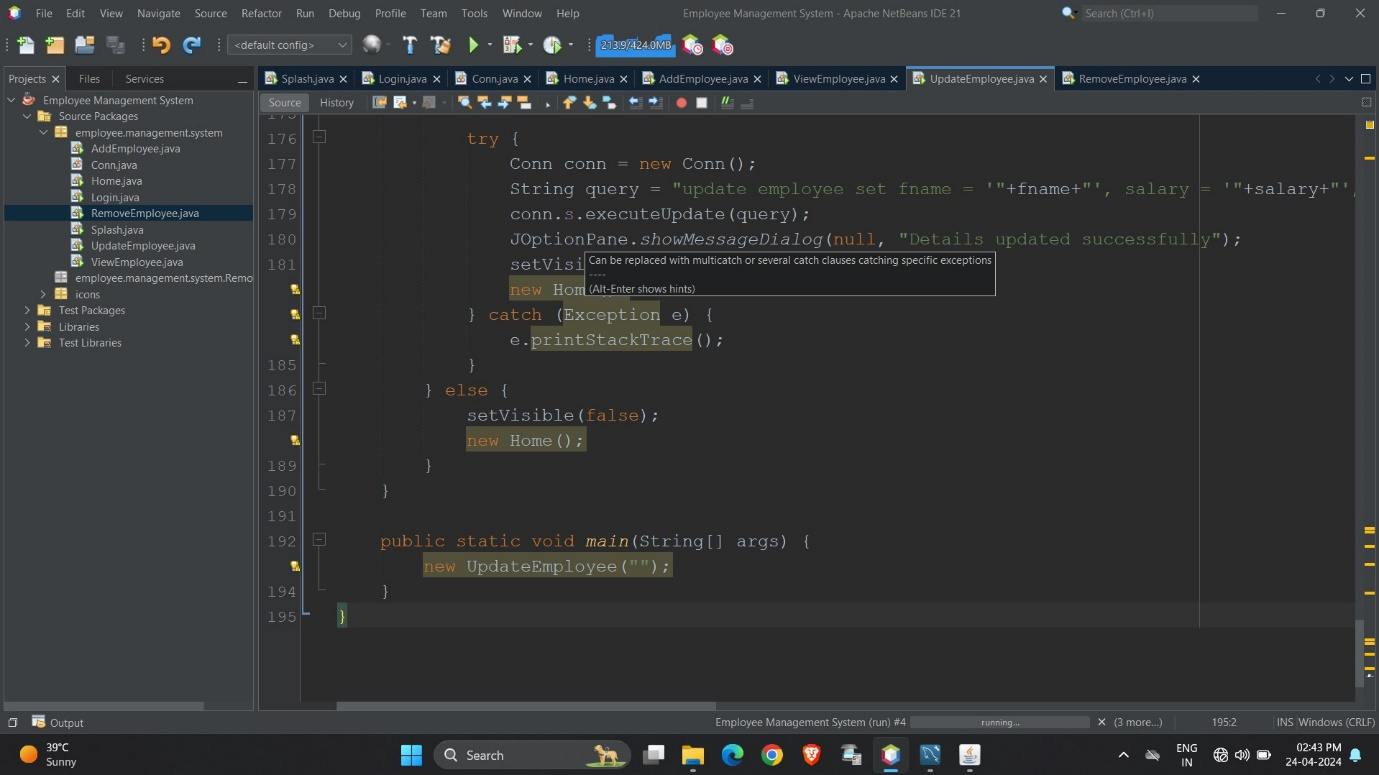 File Edit View Navigate Source Refactor Run Debug Profile Team Tools Window Help
Employee Management System - Apache NetBeans IDE 21
Search (Ctrl+I)
<default config>
213.9/424.0MB
Projects Files Services
Splash.java Login.java Conn.java Home.java AddEmployee.java ViewEmployee.java UpdateEmployee.java RemoveEmployee.java
Source History
Employee Management System
Source Packages
employee.management.system
AddEmployee.java
Conn.java
Home.java
Login.java
RemoveEmployee.java
Splash.java
UpdateEmployee.java
ViewEmployee.java
employee.management.system.Remo
icons
Test Packages
Libraries
Test Libraries
176 try {
177 Conn conn = new Conn();
178 String query = "update employee set fname = '"+fname+"', salary = '"+salary+"',
179 conn.s.executeUpdate(query);
180 JOptionPane.showMessageDialog(null, "Details updated successfully");
181 setVisi
Can be replaced with multicatch or several catch clauses catching specific exceptions
----
(Alt-Enter shows hints)
new Hom
} catch (Exception e) {
e.printStackTrace();
185 }
186 } else {
187 setVisible(false);
new Home();
189 }
190 }
191
192 public static void main(String[] args) {
new UpdateEmployee("");
194 }
195 }
Output
Employee Management System (run) #4 running... (3 more...) 195:2 INS Windows (CRLF)
39°C
Sunny
Search
ENG
IN
02:43 PM
24-04-2024